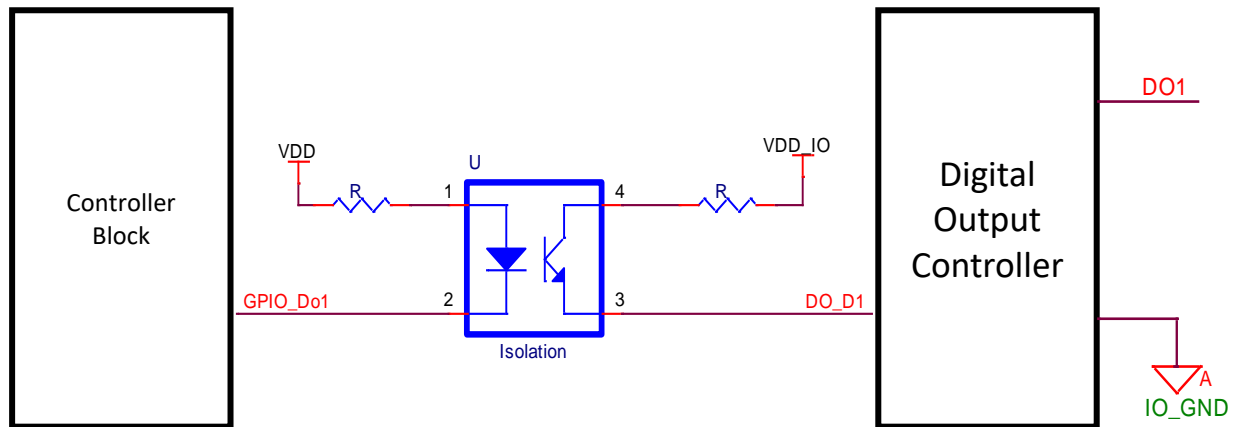 Controller
Block
VDD
R
1
U
4
R
VDD_IO
GPIO_Do1
2
3
DO_D1
Isolation
Digital
Output
Controller
DO1
A
IO_GND